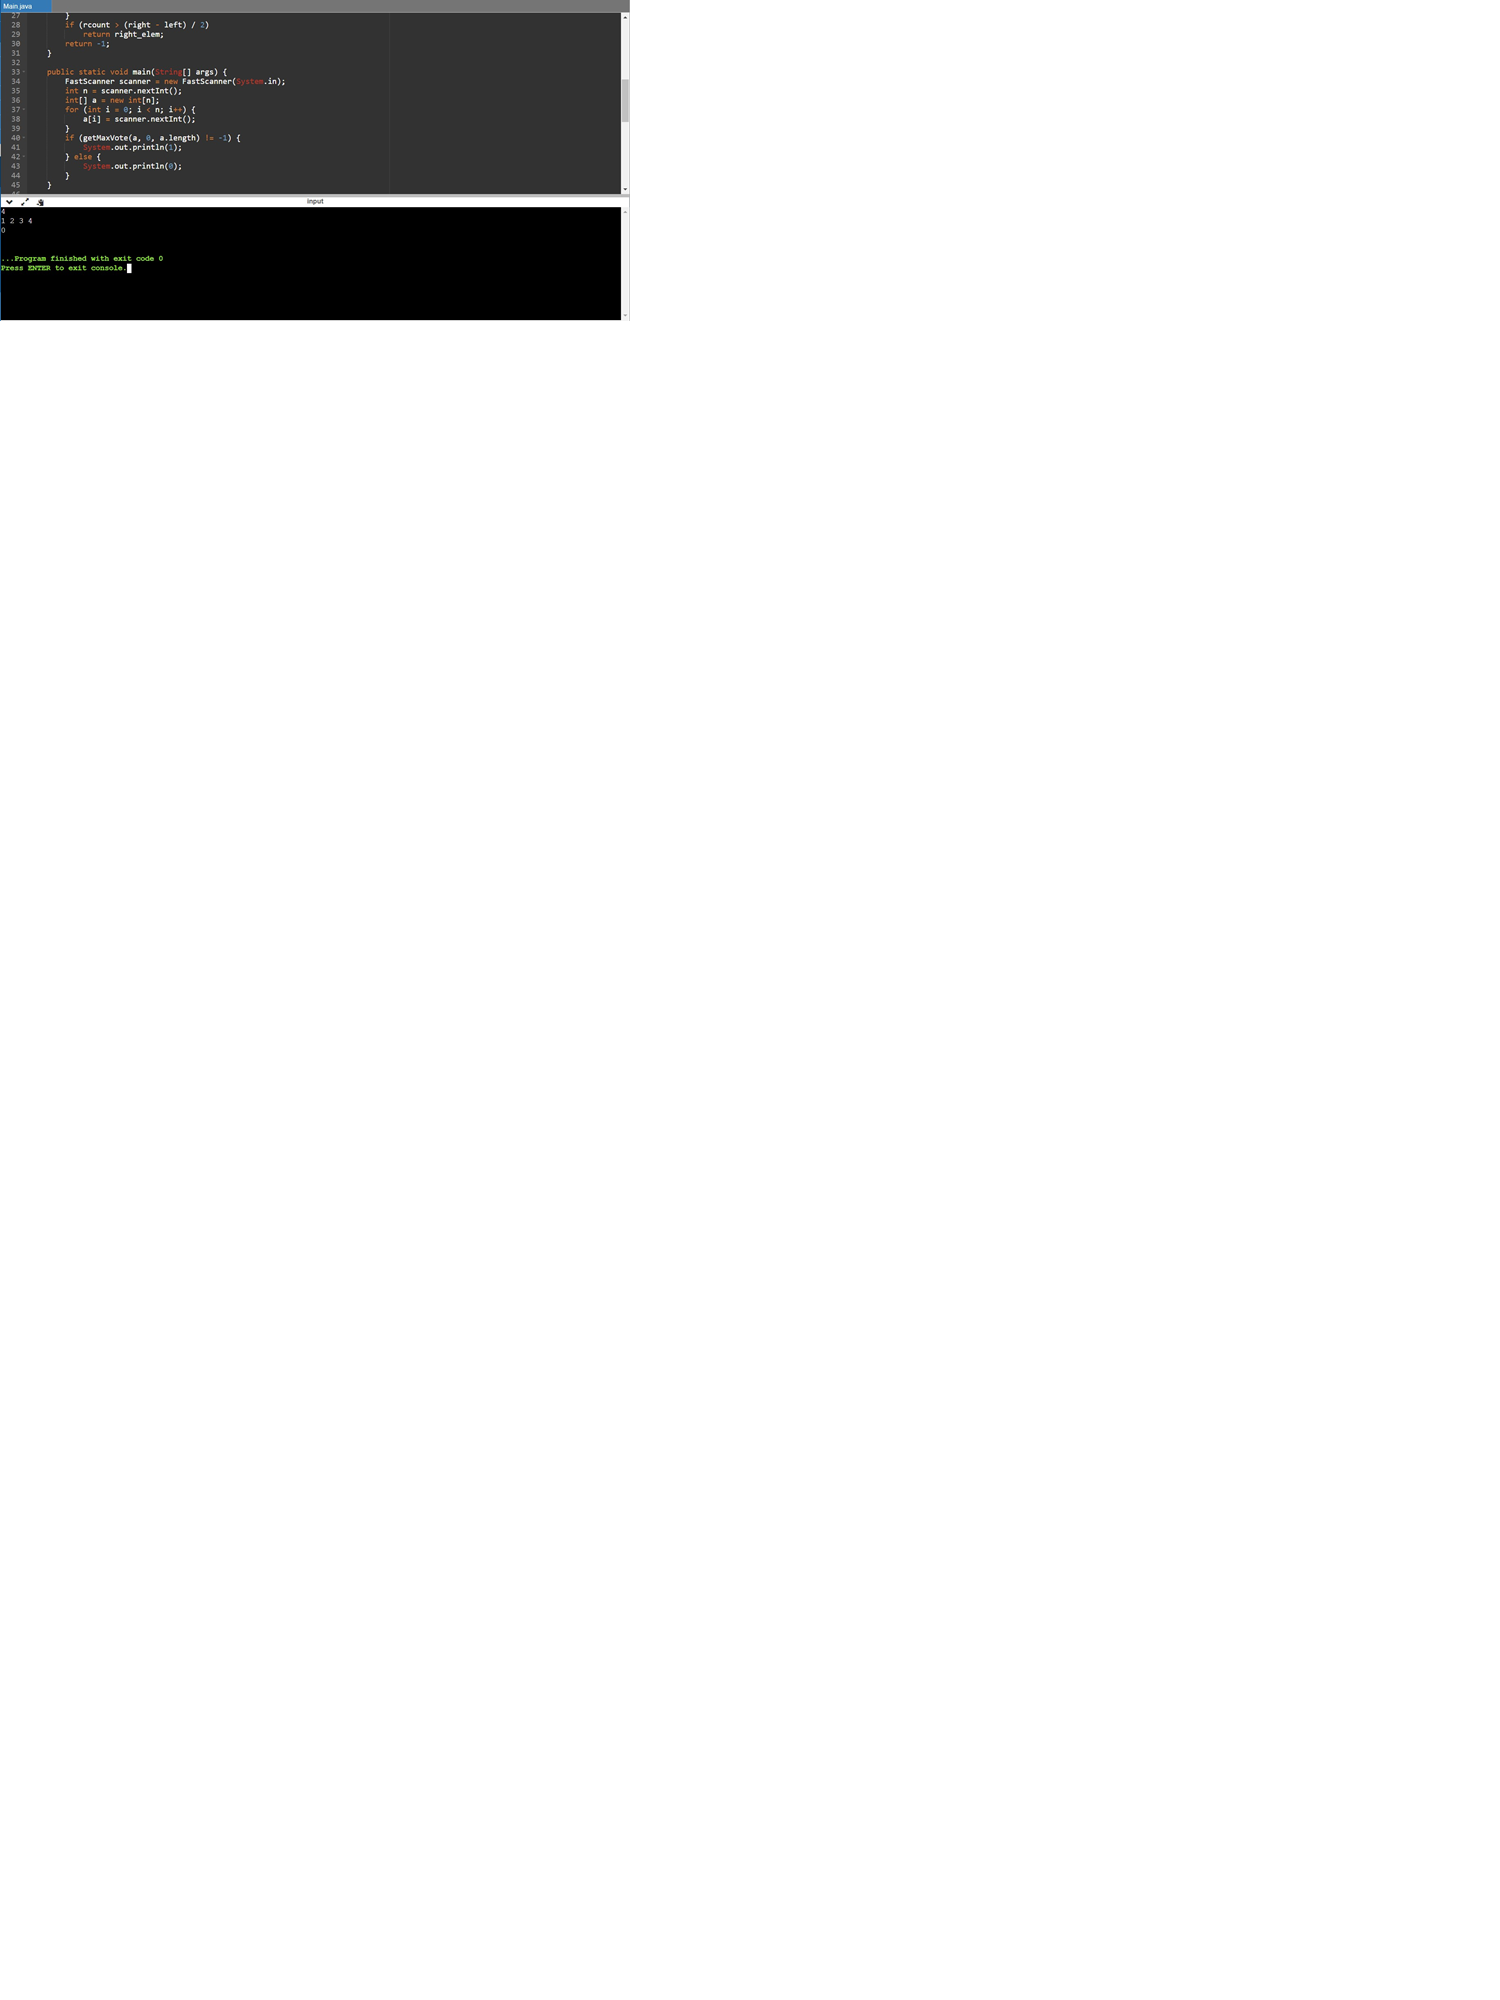 Main.java
27 }
28 if (rcount > (right - left) / 2)
29 return right_elem;
30 return -1;
31 }
32
33 public static void main(String[] args) {
34 FastScanner scanner = new FastScanner(System.in);
35 int n = scanner.nextInt();
36 int[] a = new int[n];
37 for (int i = 0; i < n; i++) {
38 a[i] = scanner.nextInt();
39 }
40 if (getMaxVote(a, 0, a.length) != -1) {
41 System.out.println(1);
42 } else {
43 System.out.println(0);
44 }
45 }
input
4
1 2 3 4
0
...Program finished with exit code 0
Press ENTER to exit console.